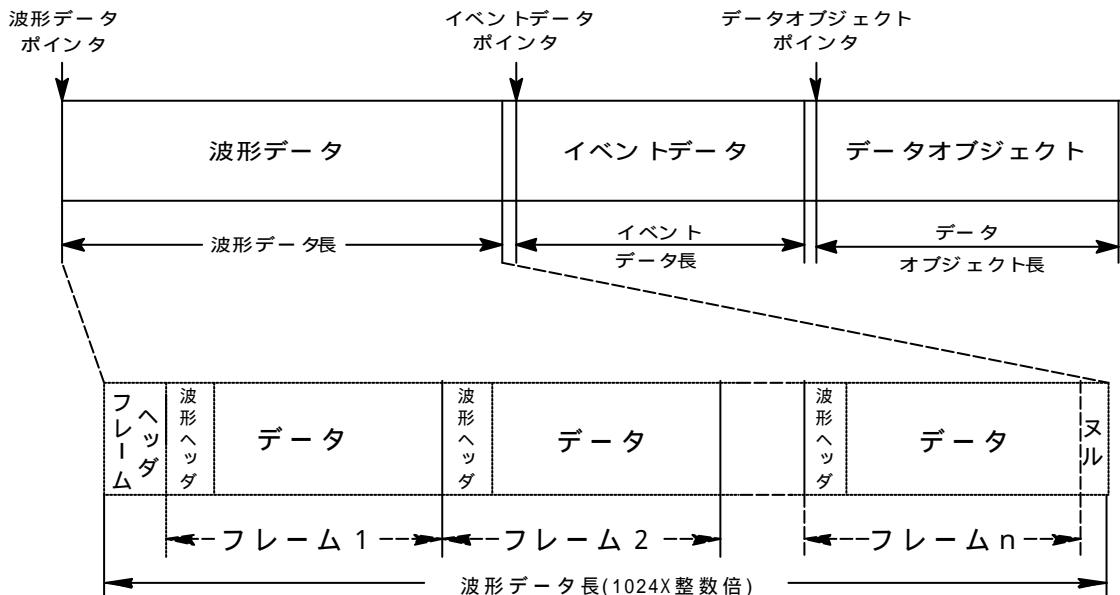 波形データ
ポインタ
イベントデータ
ポインタ
データオブジェクト
ポインタ
波形データ
イベントデータ
データオブジェクト
波形データ長
イベント
データ長
データ
オブジェクト長
フレーム
ヘッダ
波形ヘッダ
データ
波形ヘッダ
データ
波形ヘッダ
データ
ヌル
フレーム1
フレーム2
フレームn
波形データ長(1024X整数倍)